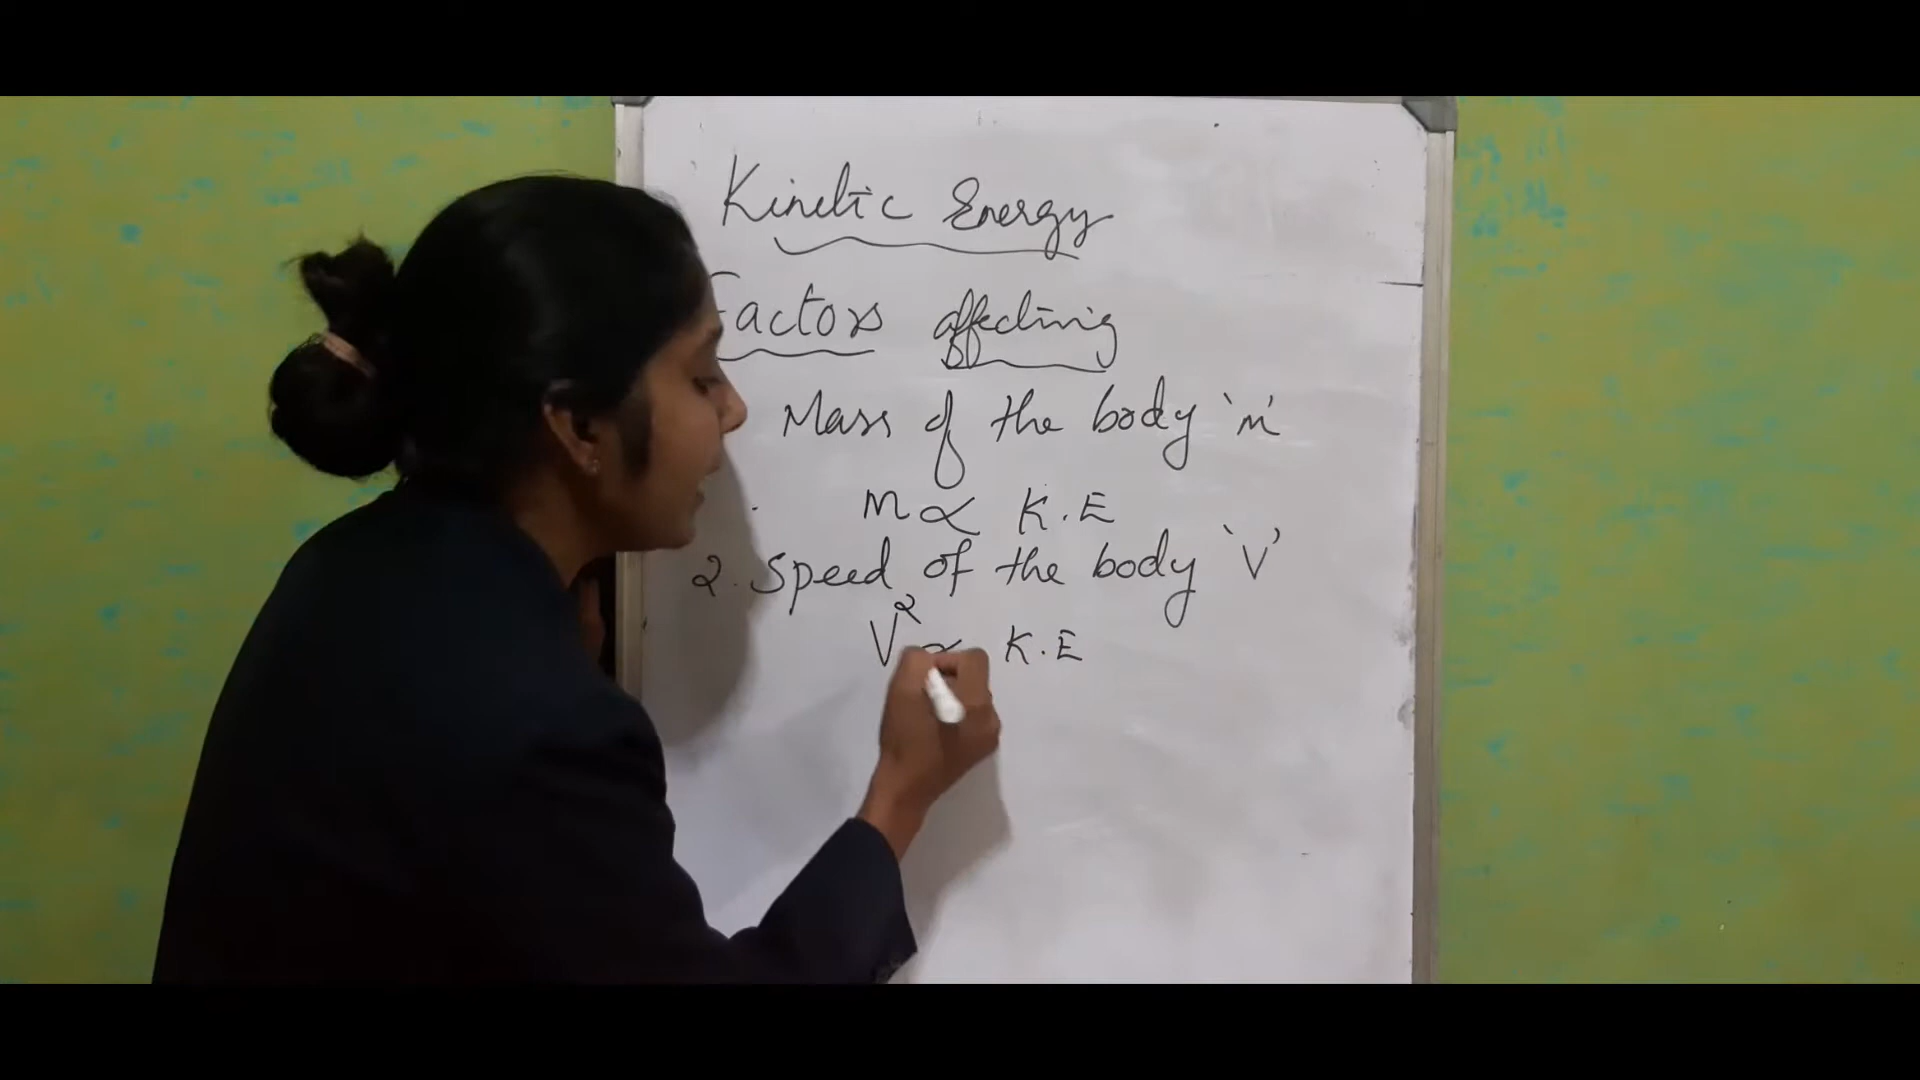 Kinetic Energy
Factors affecting
Mass of the body 'm'
m ∝ K.E
2. Speed of the body 'V'
V² ∝ K.E